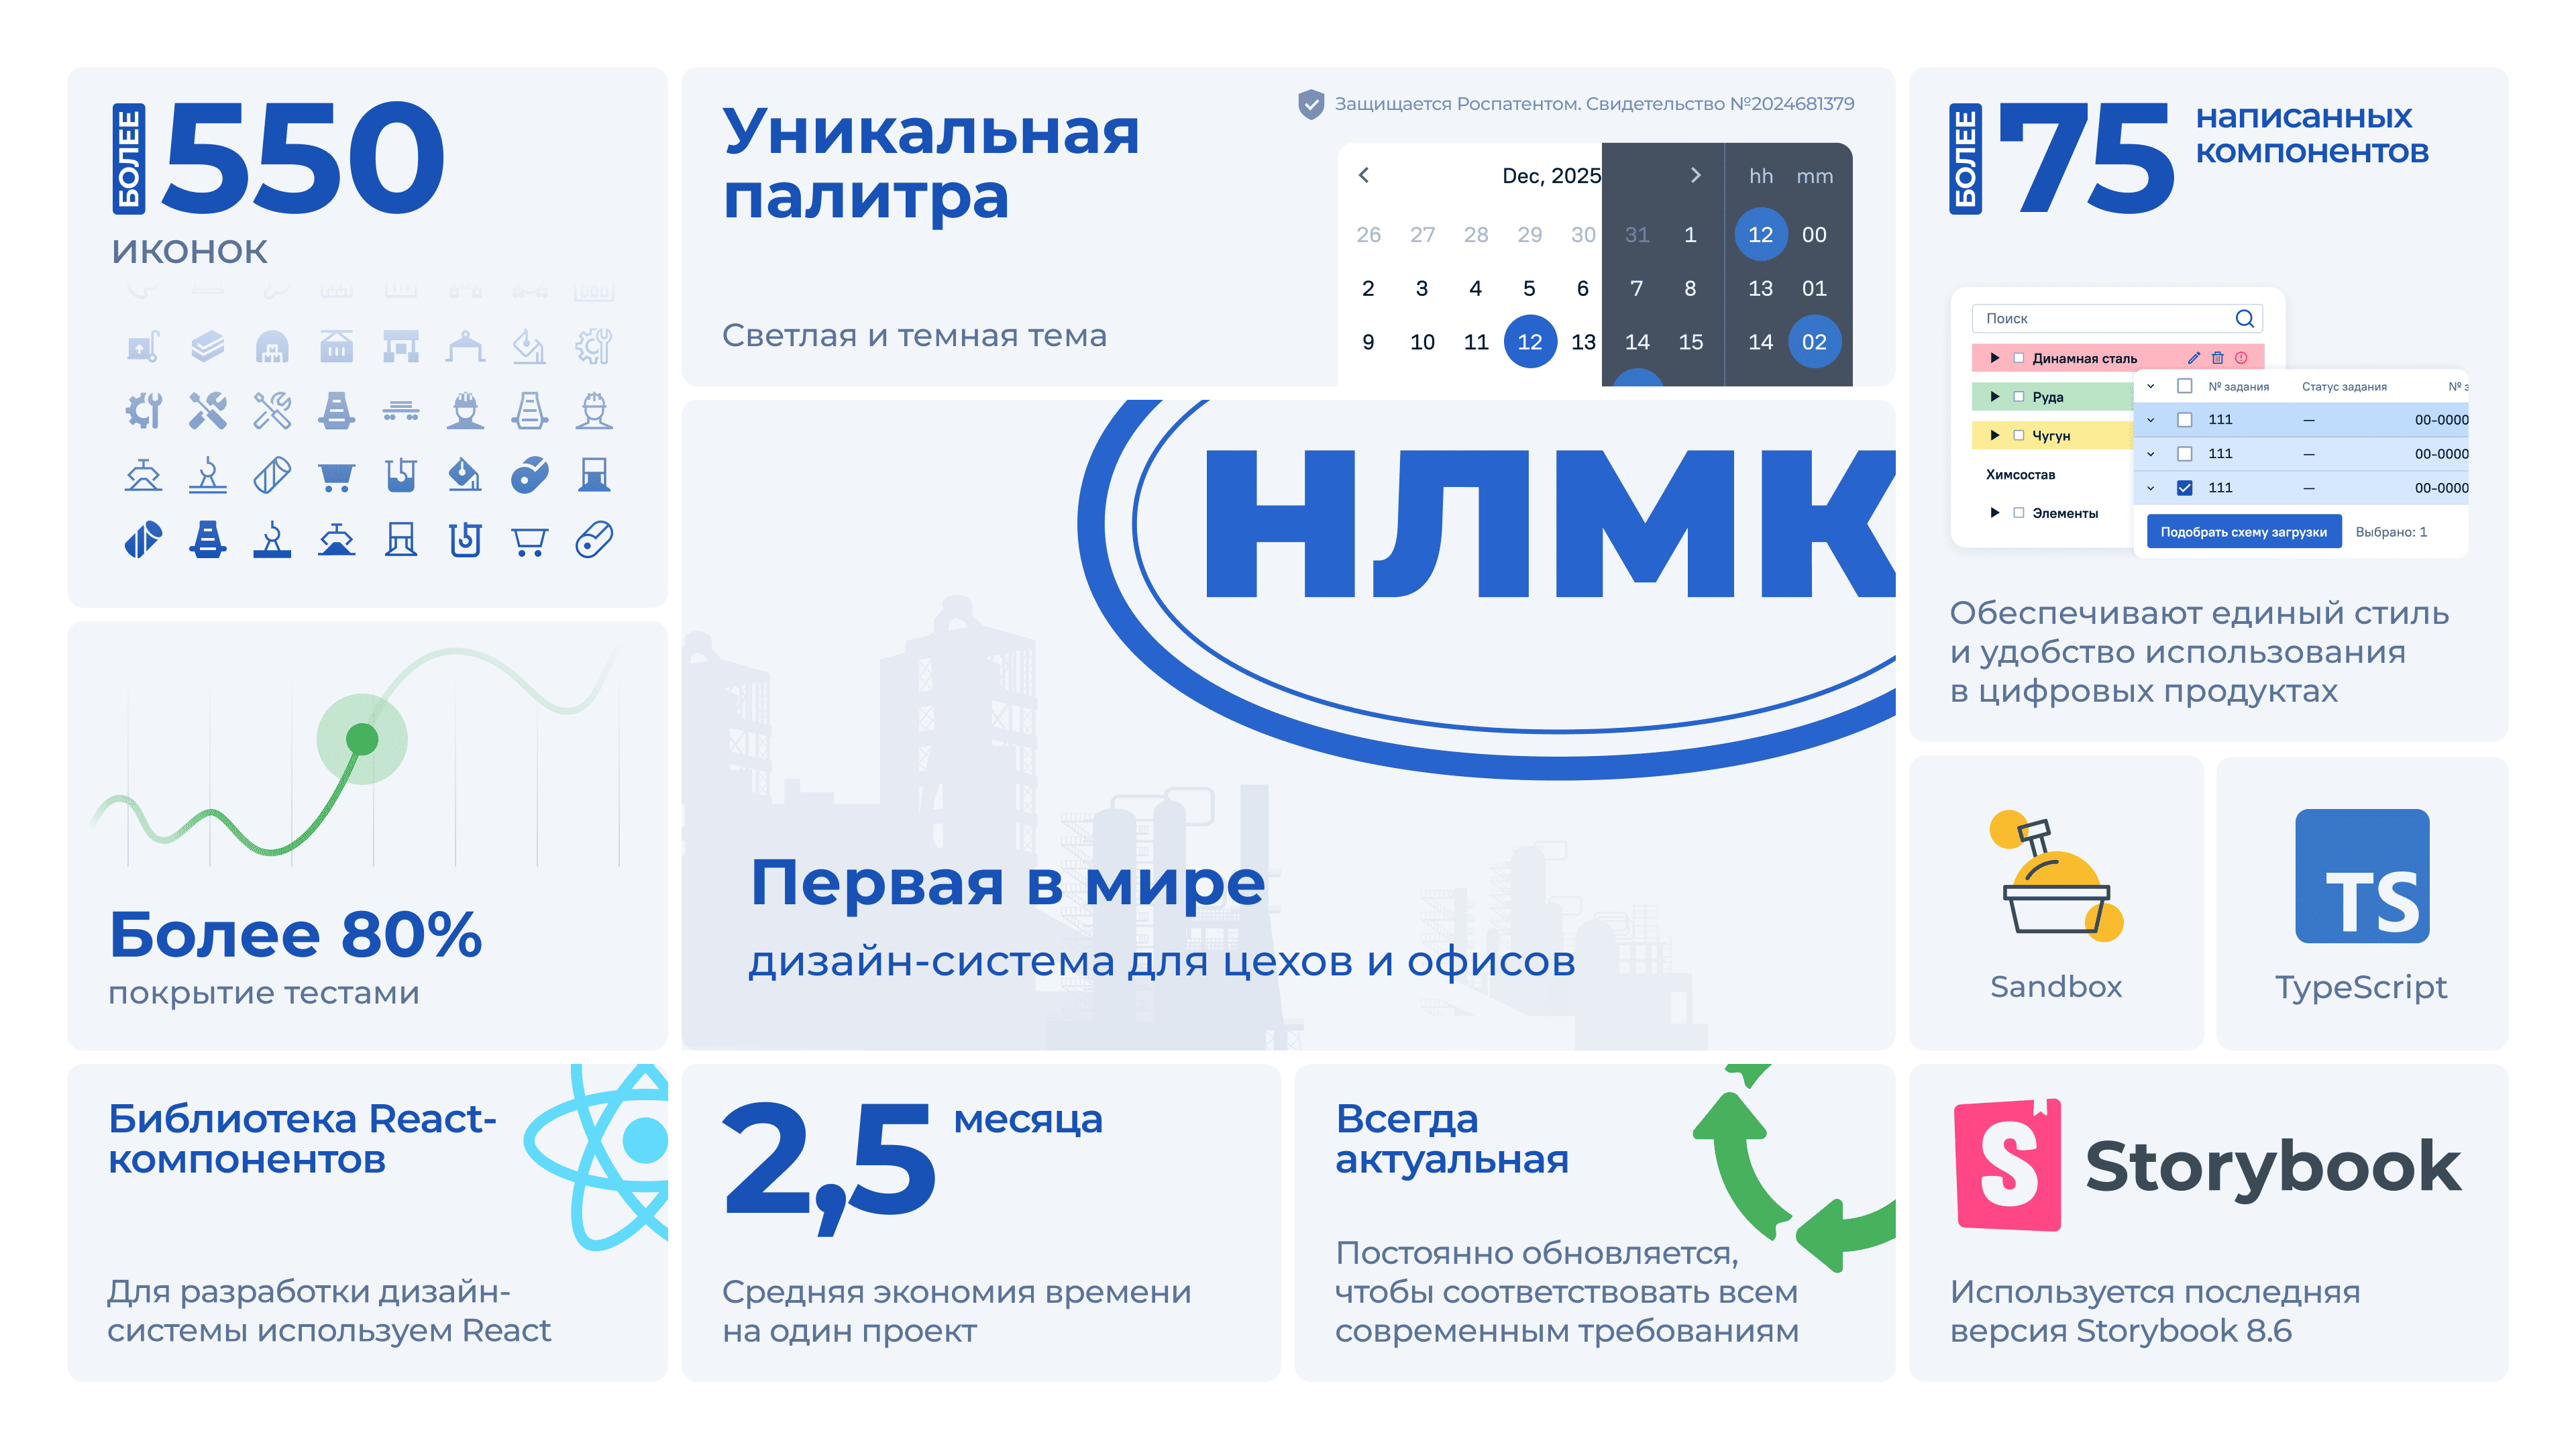 БОЛЕЕ
550
иконок
Уникальная
палитра
Светлая и темная тема
Защищается Роспатентом. Свидетельство №2024681379
Dec, 2025
hh mm
26 27 28 29 30 31 1 12 00
2 3 4 5 6 7 8 13 01
9 10 11 12 13 14 15 14 02
БОЛЕЕ
75
написанных
компонентов
Поиск
Динамная сталь
Руда
Чугун
Химсостав
Элементы
№ задания Статус задания № з
111 — 00-0000
111 — 00-0000
111 — 00-0000
Подобрать схему загрузки
Выбрано: 1
Обеспечивают единый стиль
и удобство использования
в цифровых продуктах
Более 80%
покрытие тестами
НЛМК
Первая в мире
дизайн-система для цехов и офисов
Sandbox
TS
TypeScript
Библиотека React-
компонентов
Для разработки дизайн-
системы используем React
2,5 месяца
Средняя экономия времени
на один проект
Всегда
актуальная
Постоянно обновляется,
чтобы соответствовать всем
современным требованиям
S
Storybook
Используется последняя
версия Storybook 8.6